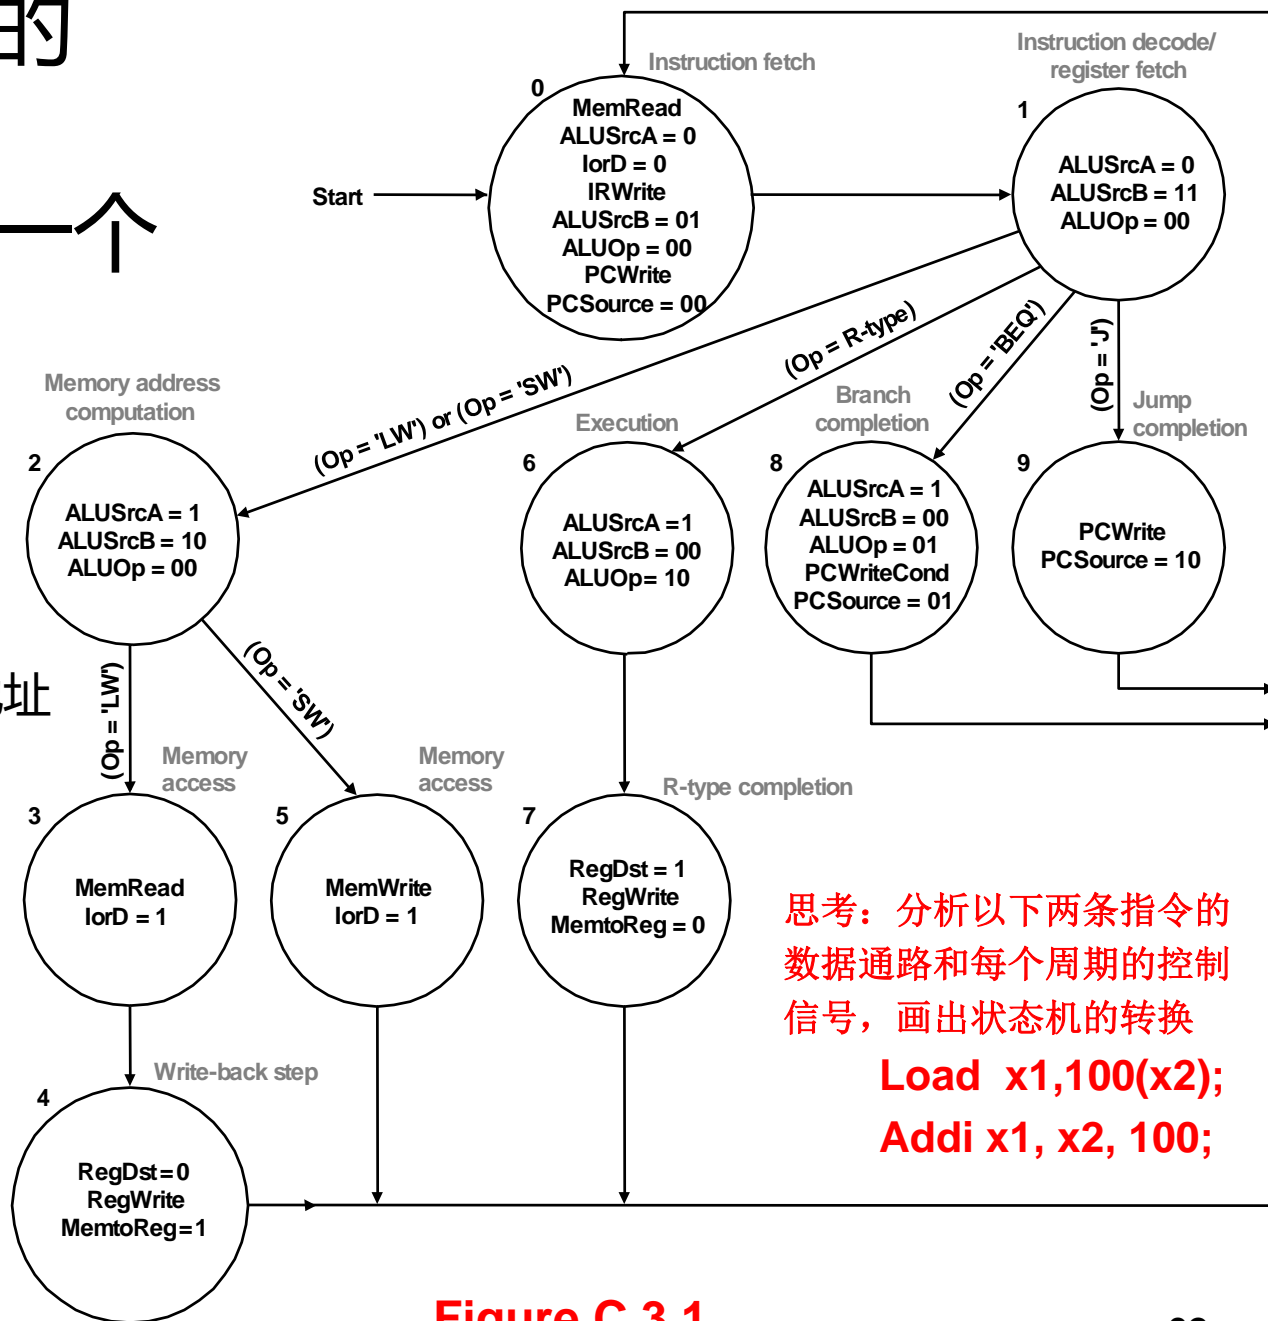 的
一个
址
Start
Instruction fetch
0
MemRead
ALUSrcA = 0
IorD = 0
IRWrite
ALUSrcB = 01
ALUOp = 00
PCWrite
PCSource = 00
Instruction decode/
register fetch
1
ALUSrcA = 0
ALUSrcB = 11
ALUOp = 00
(Op = 'LW') or (Op = 'SW')
(Op = R-type)
(Op = 'BEQ')
(Op = 'J')
Memory address
computation
2
ALUSrcA = 1
ALUSrcB = 10
ALUOp = 00
Execution
6
ALUSrcA =1
ALUSrcB = 00
ALUOp= 10
Branch
completion
8
ALUSrcA = 1
ALUSrcB = 00
ALUOp = 01
PCWriteCond
PCSource = 01
Jump
completion
9
PCWrite
PCSource = 10
(Op = 'LW')
(Op = 'SW')
Memory
access
3
MemRead
IorD = 1
Memory
access
5
MemWrite
IorD = 1
R-type completion
7
RegDst = 1
RegWrite
MemtoReg = 0
Write-back step
4
RegDst=0
RegWrite
MemtoReg=1
思考：分析以下两条指令的
数据通路和每个周期的控制
信号，画出状态机的转换
Load x1,100(x2);
Addi x1, x2, 100;
Figure C.3.1